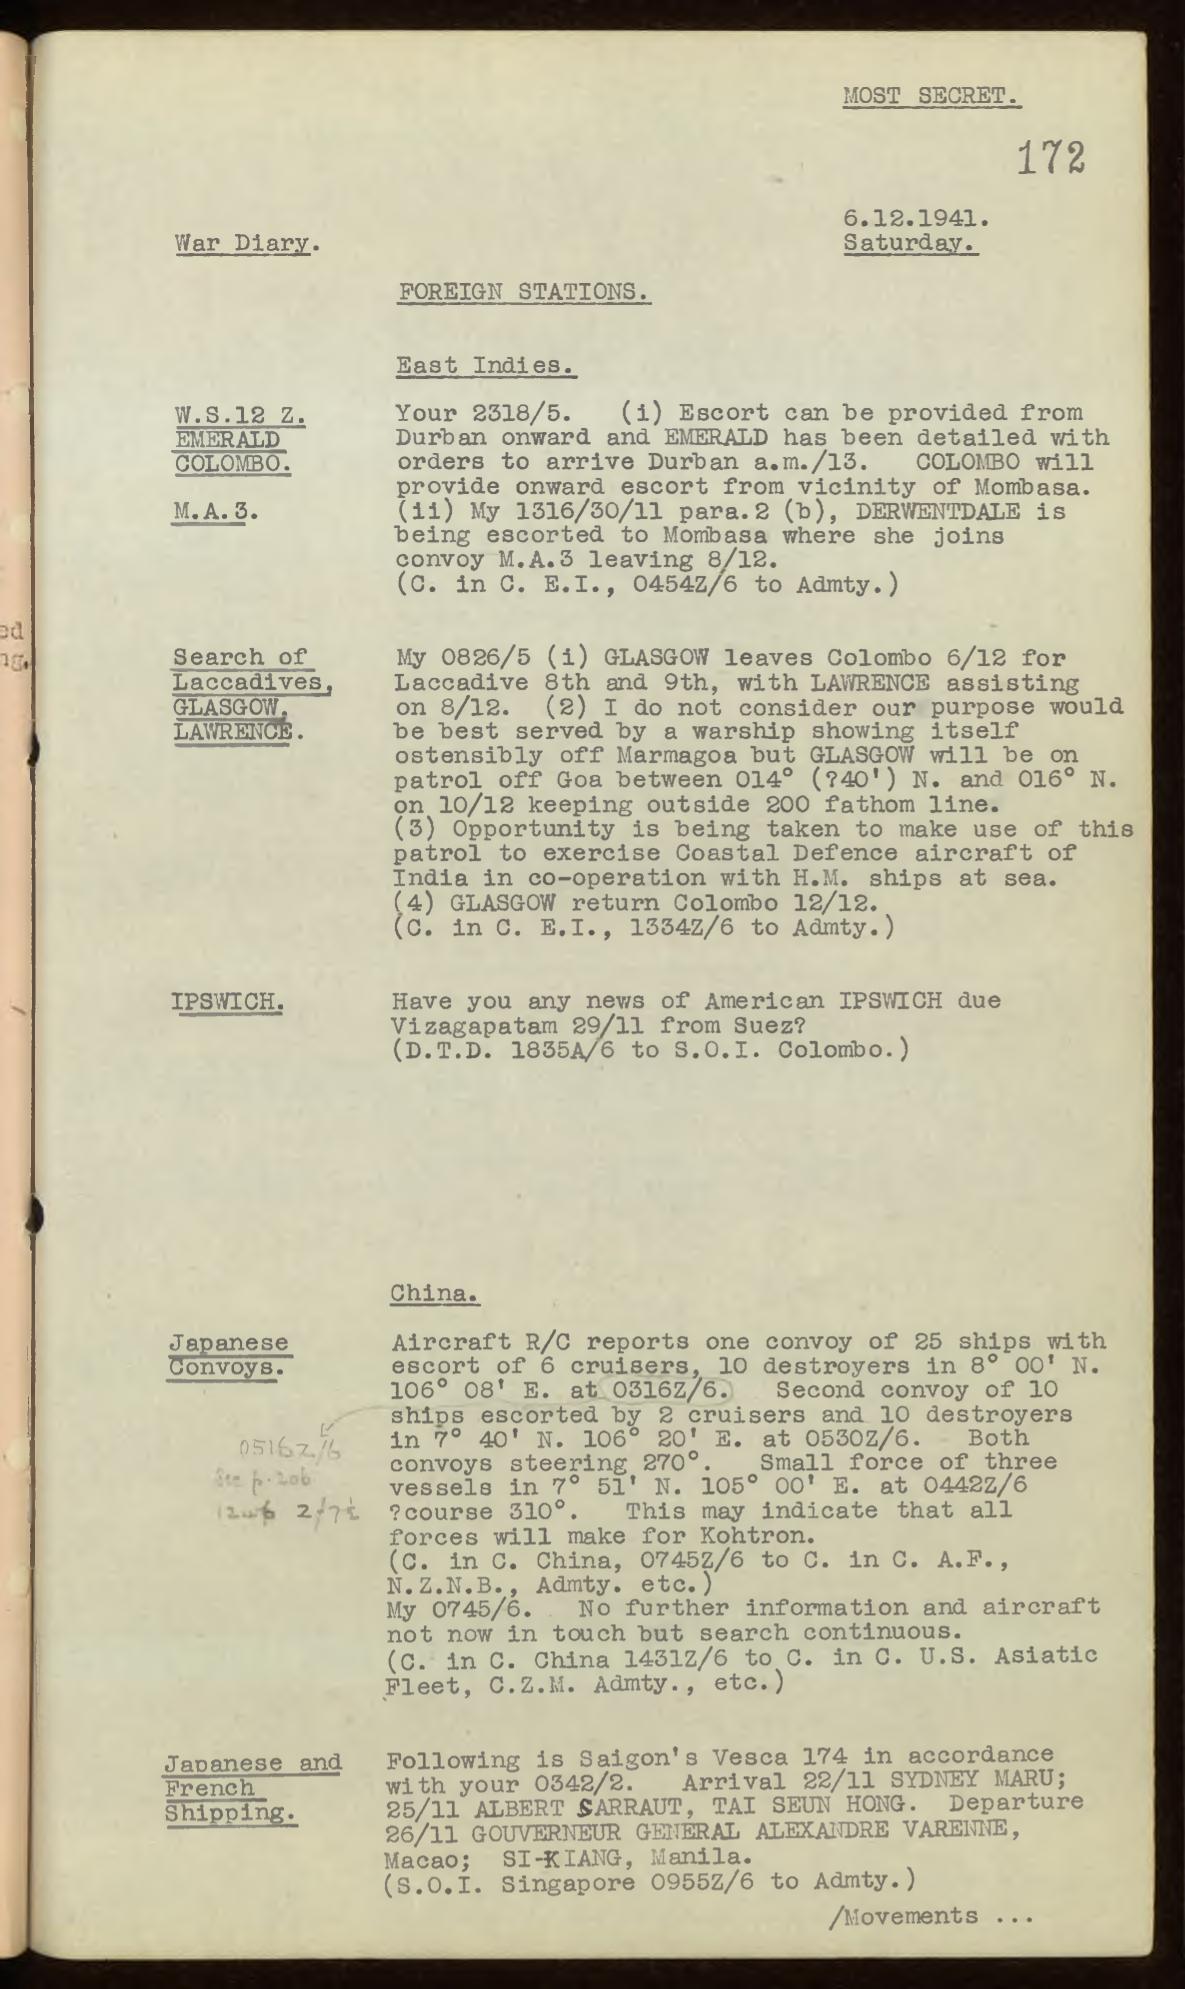 MOST SECRET.
172
6.12.1941.
War Diary.
Saturday.
FOREIGN STATIONS.
East Indies.
W.S.12 Z.
EMERALD
COLOMBO.
M.A.3.
Your 2318/5. (i) Escort can be provided from
Durban onward and EMERALD has been detailed with
orders to arrive Durban a.m./13. COLOMBO will
provide onward escort from vicinity of Mombasa.
(ii) My 1316/30/11 para.2 (b), DERWENTDALE is
being escorted to Mombasa where she joins
convoy M.A.3 leaving 8/12.
(C. in C. E.I., 0454Z/6 to Admty.)
ed
ng.
Search of
Laccadives,
GLASGOW,
LAWRENCE.
My 0826/5 (i) GLASGOW leaves Colombo 6/12 for
Laccadive 8th and 9th, with LAWRENCE assisting
on 8/12. (2) I do not consider our purpose would
be best served by a warship showing itself
ostensibly off Marmagoa but GLASGOW will be on
patrol off Goa between 014° (?40') N. and 016° N.
on 10/12 keeping outside 200 fathom line.
(3) Opportunity is being taken to make use of this
patrol to exercise Coastal Defence aircraft of
India in co-operation with H.M. ships at sea.
(4) GLASGOW return Colombo 12/12.
(C. in C. E.I., 1334Z/6 to Admty.)
IPSWICH.
Have you any news of American IPSWICH due
Vizagapatam 29/11 from Suez?
(D.T.D. 1835A/6 to S.O.I. Colombo.)
China.
Japanese
Convoys.
Aircraft R/C reports one convoy of 25 ships with
escort of 6 cruisers, 10 destroyers in 8° 00' N.
106° 08' E. at 0316Z/6. Second convoy of 10
ships escorted by 2 cruisers and 10 destroyers
in 7° 40' N. 106° 20' E. at 0530Z/6. Both
convoys steering 270°. Small force of three
vessels in 7° 51' N. 105° 00' E. at 0442Z/6
?course 310°. This may indicate that all
forces will make for Kohtron.
(C. in C. China, 0745Z/6 to C. in C. A.F.,
N.Z.N.B., Admty. etc.)
My 0745/6. No further information and aircraft
not now in touch but search continuous.
(C. in C. China 1431Z/6 to C. in C. U.S. Asiatic
Fleet, C.Z.M. Admty., etc.)
0516Z/6
See p.206
Japanese and
French
Shipping.
Following is Saigon's Vesca 174 in accordance
with your 0342/2. Arrival 22/11 SYDNEY MARU;
25/11 ALBERT SARRAUT, TAI SEUN HONG. Departure
26/11 GOUVERNEUR GENERAL ALEXANDRE VARENNE,
Macao; SI-KIANG, Manila.
(S.O.I. Singapore 0955Z/6 to Admty.)
/Movements ...